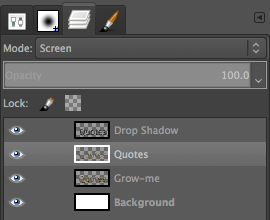 Mode: Screen
Opacity 100.0
Lock:
Drop Shadow
Quotes
Grow-me
Background